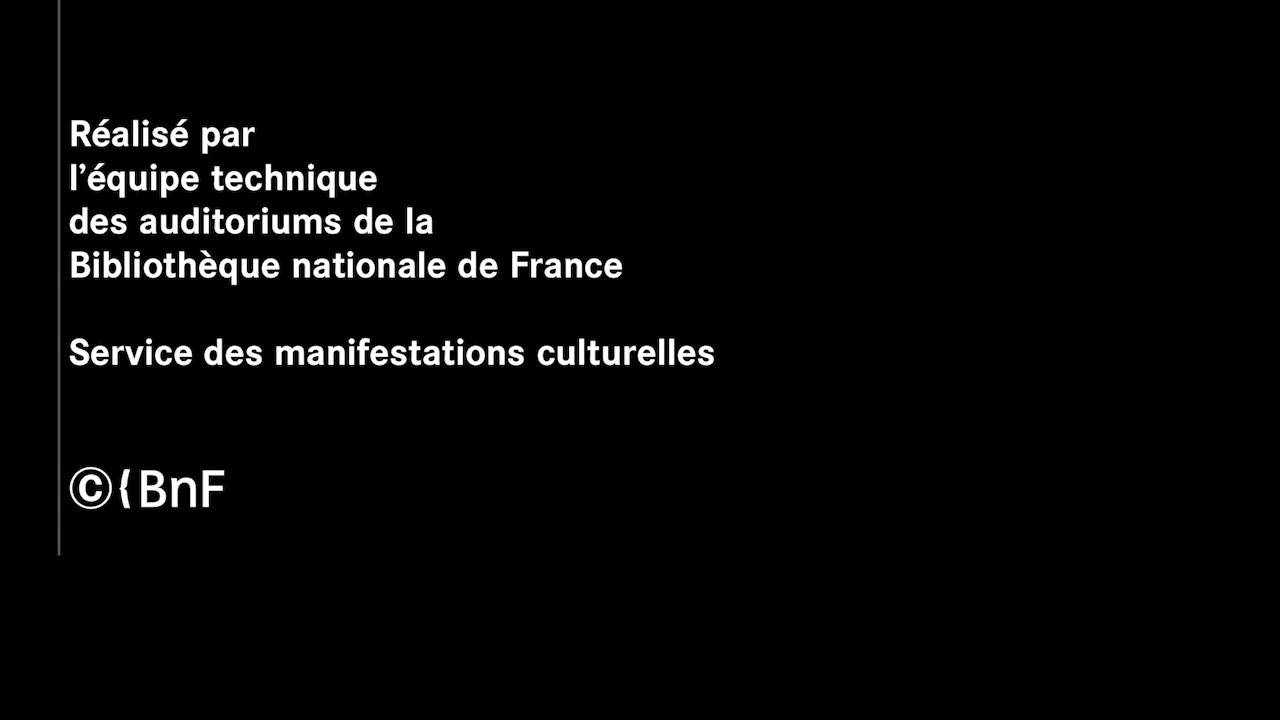 Réalisé par
l’équipe technique
des auditoriums de la
Bibliothèque nationale de France
Service des manifestations culturelles
©{BnF